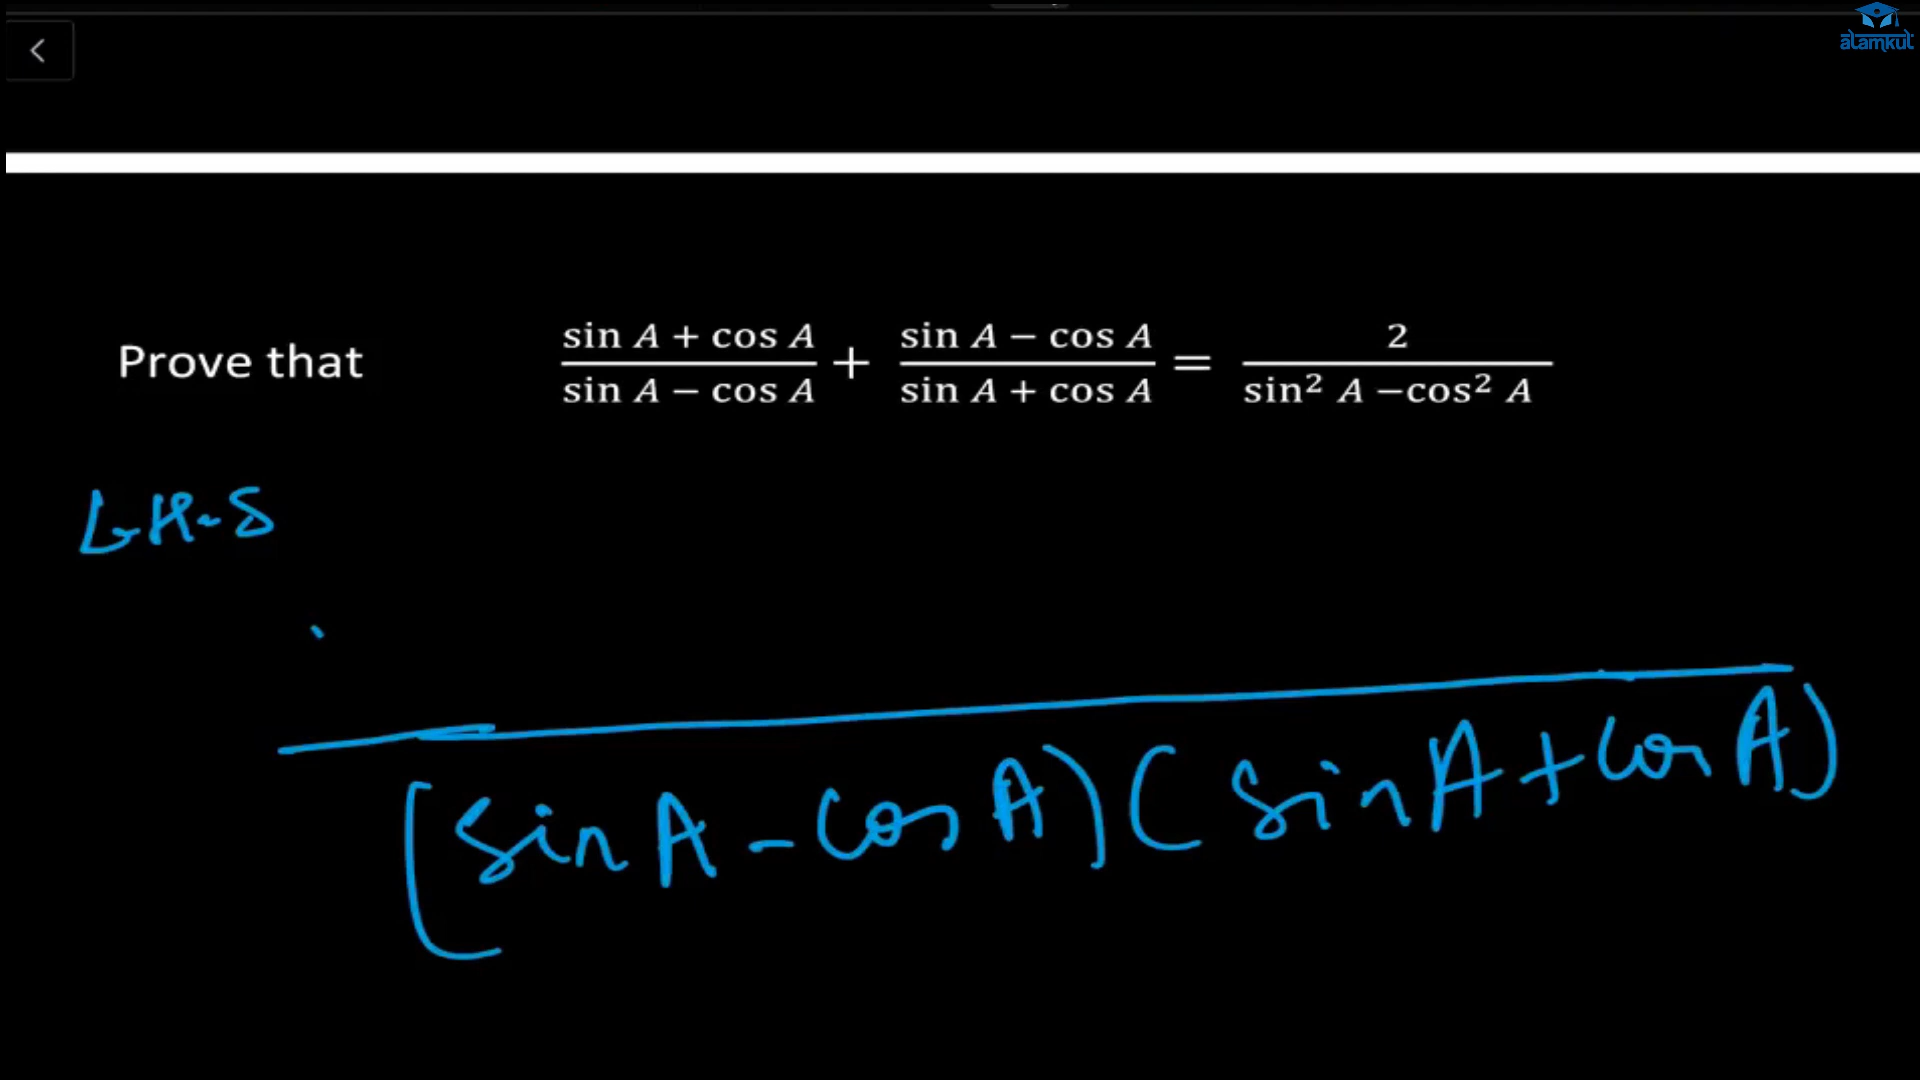 alamkut
Prove that sin A + cos A / sin A − cos A + sin A − cos A / sin A + cos A = 2 / sin² A −cos² A
L.H.S
(sin A - cos A) (sin A + cos A)